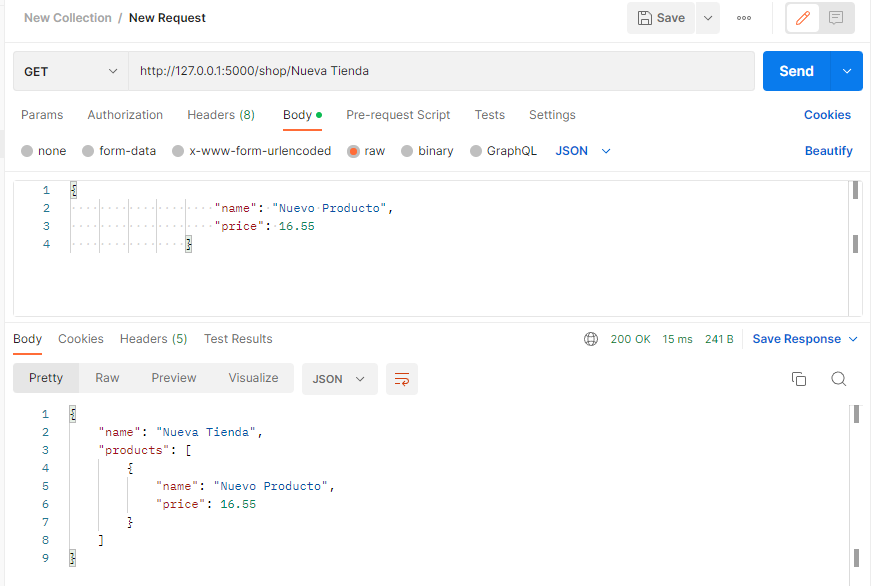 New Collection / New Request Save
GET http://127.0.0.1:5000/shop/Nueva Tienda Send
Params Authorization Headers (8) Body Pre-request Script Tests Settings Cookies
none form-data x-www-form-urlencoded raw binary GraphQL JSON Beautify
1 {
2 "name": "Nuevo Producto",
3 "price": 16.55
4 }
Body Cookies Headers (5) Test Results 200 OK 15 ms 241 B Save Response
Pretty Raw Preview Visualize JSON
1 {
2 "name": "Nueva Tienda",
3 "products": [
4 {
5 "name": "Nuevo Producto",
6 "price": 16.55
7 }
8 ]
9 }